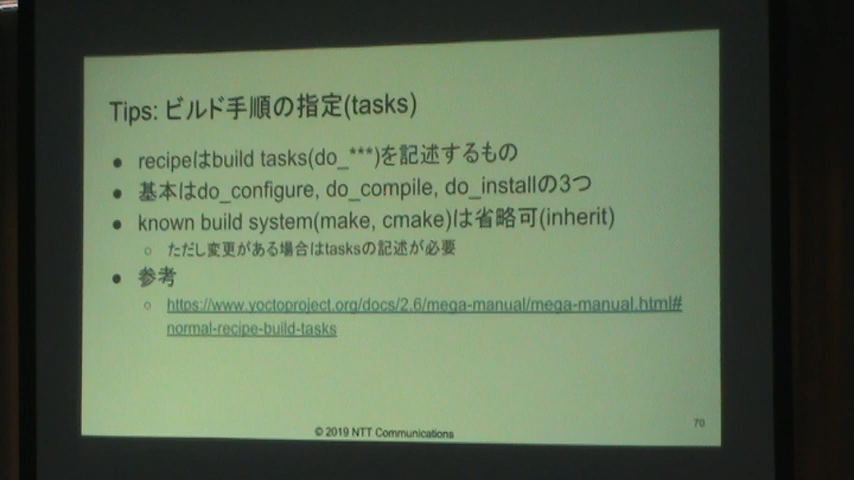 Tips: ビルド手順の指定(tasks)
● recipeはbuild tasks(do_***)を記述するもの
● 基本はdo_configure, do_compile, do_installの3つ
● known build system(make, cmake)は省略可(inherit)
○ ただし変更がある場合はtasksの記述が必要
● 参考
○ https://www.yoctoproject.org/docs/2.6/mega-manual/mega-manual.html#
normal-recipe-build-tasks
© 2019 NTT Communications
70